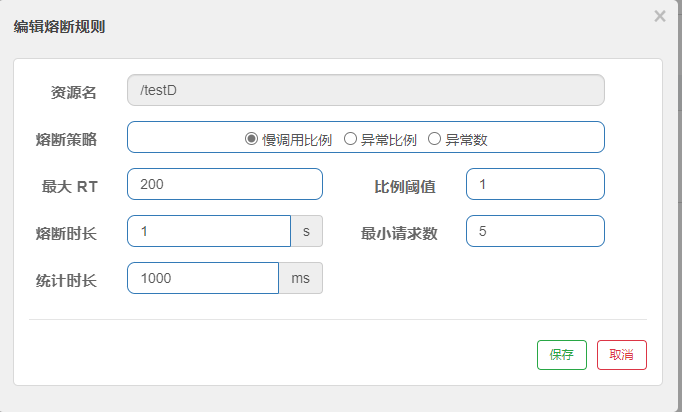 编辑熔断规则
×
资源名 /testD
熔断策略 慢调用比例 异常比例 异常数
最大 RT 200 比例阈值 1
熔断时长 1 s 最小请求数 5
统计时长 1000 ms
保存 取消